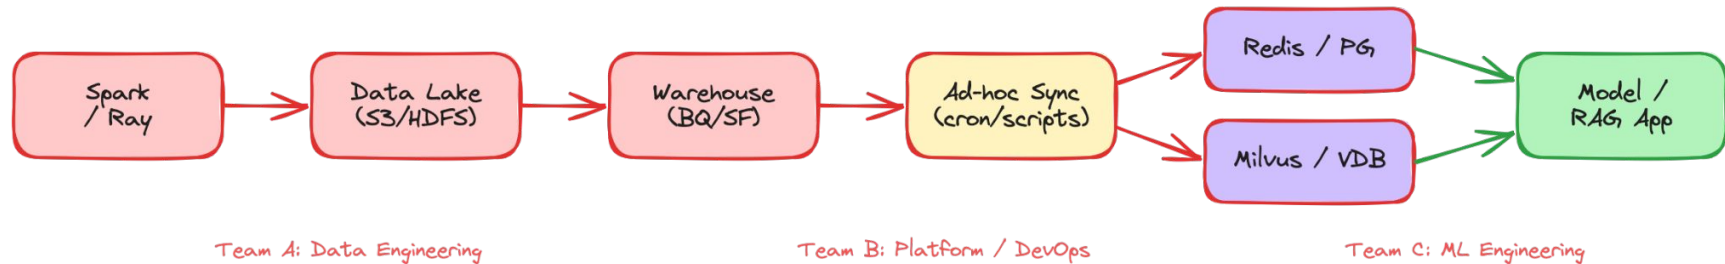 Spark
/ Ray
Data Lake
(S3/HDFS)
Warehouse
(BQ/SF)
Ad-hoc Sync
(cron/scripts)
Redis / PG
Milvus / VDB
Model /
RAG App
Team A: Data Engineering
Team B: Platform / DevOps
Team C: ML Engineering